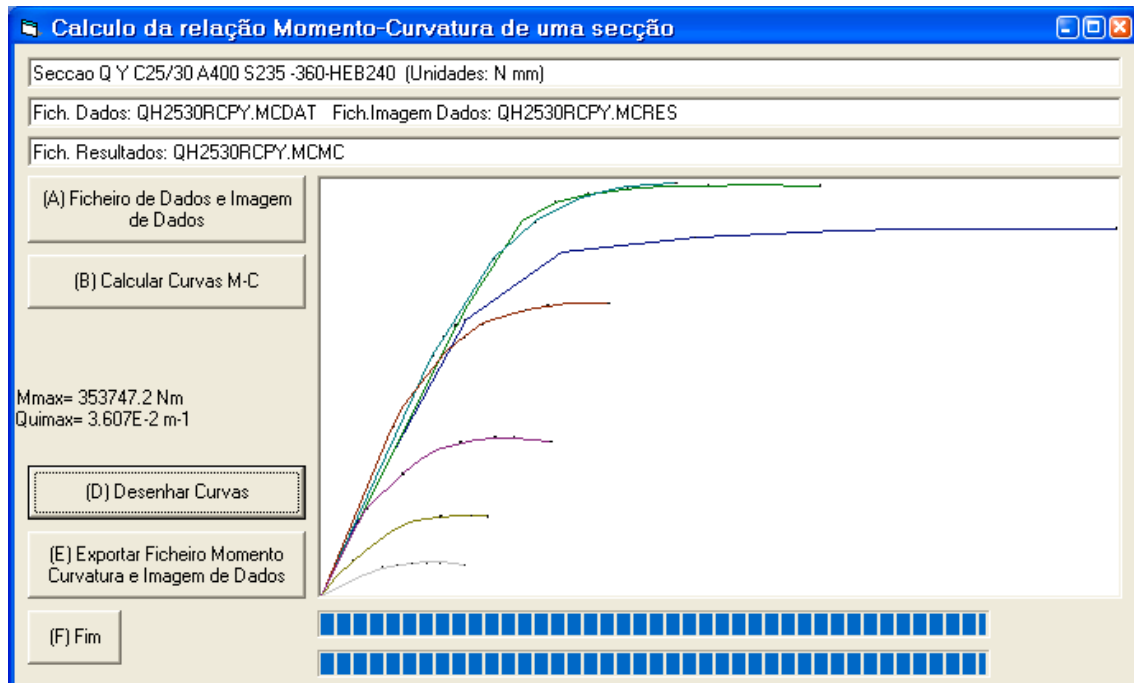 Calculo da relação Momento-Curvatura de uma secção
Seccao Q Y C25/30 A400 S235 -360-HEB240 (Unidades: N mm)
Fich. Dados: QH2530RCPY.MCDAT Fich.Imagem Dados: QH2530RCPY.MCRES
Fich. Resultados: QH2530RCPY.MCMC
(A) Ficheiro de Dados e Imagem
de Dados
(B) Calcular Curvas M-C
Mmax= 353747.2 Nm
Quimax= 3.607E-2 m-1
(D) Desenhar Curvas
(E) Exportar Ficheiro Momento
Curvatura e Imagem de Dados
(F) Fim